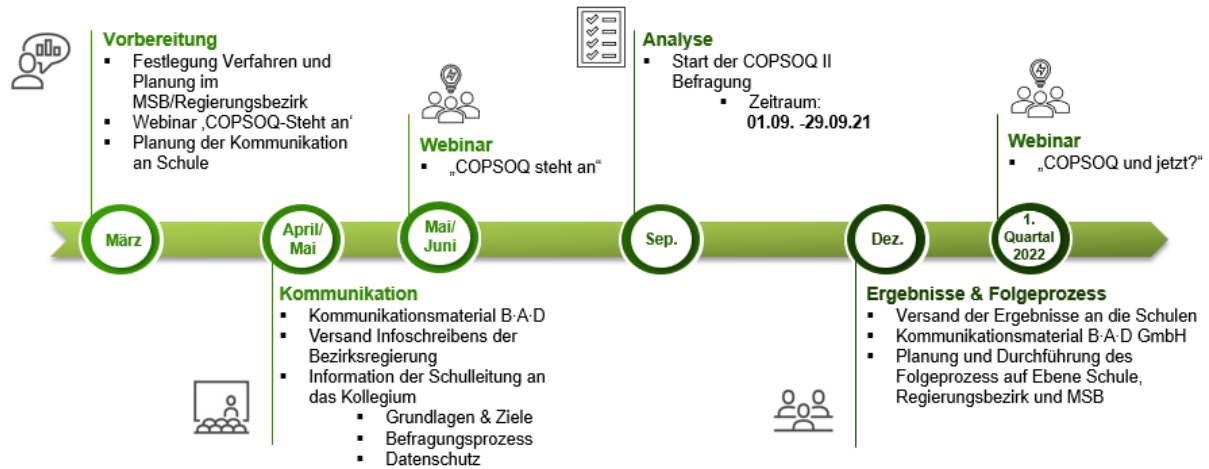 Vorbereitung
▪ Festlegung Verfahren und
Planung im
MSB/Regierungsbezirk
▪ Webinar ‚COPSOQ-Steht an‘
▪ Planung der Kommunikation
an Schule
Webinar
▪ „COPSOQ steht an“
Analyse
▪ Start der COPSOQ II
Befragung
▪ Zeitraum:
01.09. -29.09.21
Webinar
▪ „COPSOQ und jetzt?“
März
April/
Mai
Mai/
Juni
Sep.
Dez.
1.
Quartal
2022
Kommunikation
▪ Kommunikationsmaterial B·A·D
▪ Versand Infoschreibens der
Bezirksregierung
▪ Information der Schulleitung an
das Kollegium
▪ Grundlagen & Ziele
▪ Befragungsprozess
▪ Datenschutz
Ergebnisse & Folgeprozess
▪ Versand der Ergebnisse an die Schulen
▪ Kommunikationsmaterial B·A·D GmbH
▪ Planung und Durchführung des
Folgeprozess auf Ebene Schule,
Regierungsbezirk und MSB